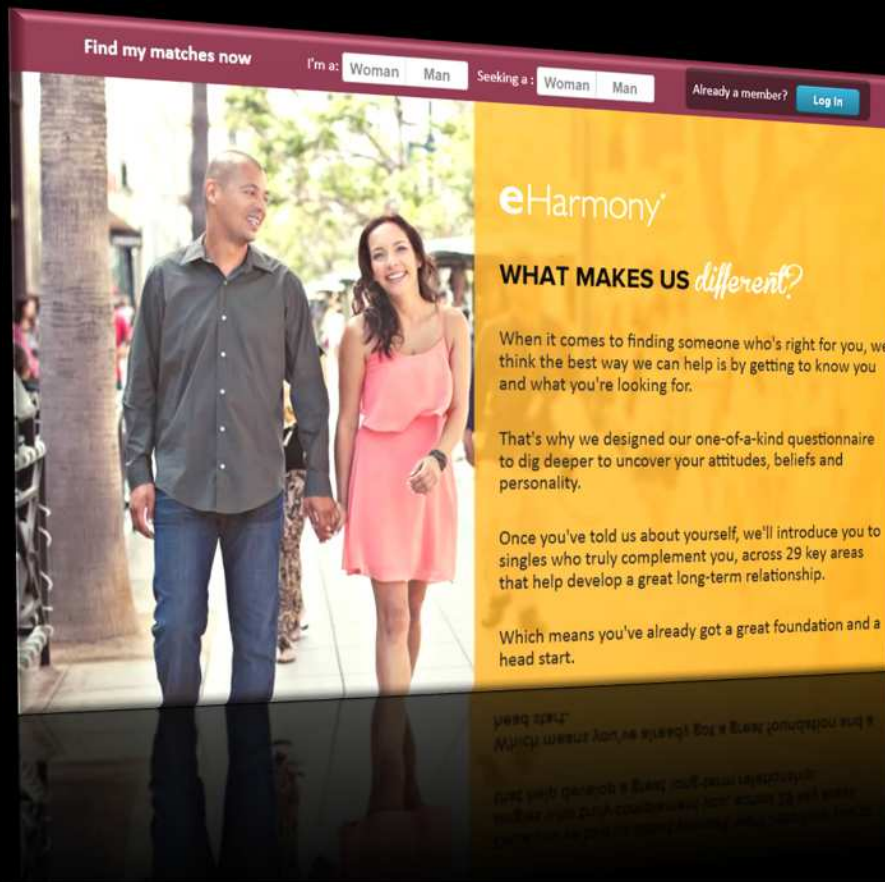 Find my matches now
I'm a: Woman Man Seeking a : Woman Man
Already a member? Log In
eHarmony
WHAT MAKES US different?
When it comes to finding someone who's right for you, we
think the best way we can help is by getting to know you
and what you're looking for.
That's why we designed our one-of-a-kind questionnaire
to dig deeper to uncover your attitudes, beliefs and
personality.
Once you've told us about yourself, we'll introduce you to
singles who truly complement you, across 29 key areas
that help develop a great long-term relationship.
Which means you've already got a great foundation and a
head start.